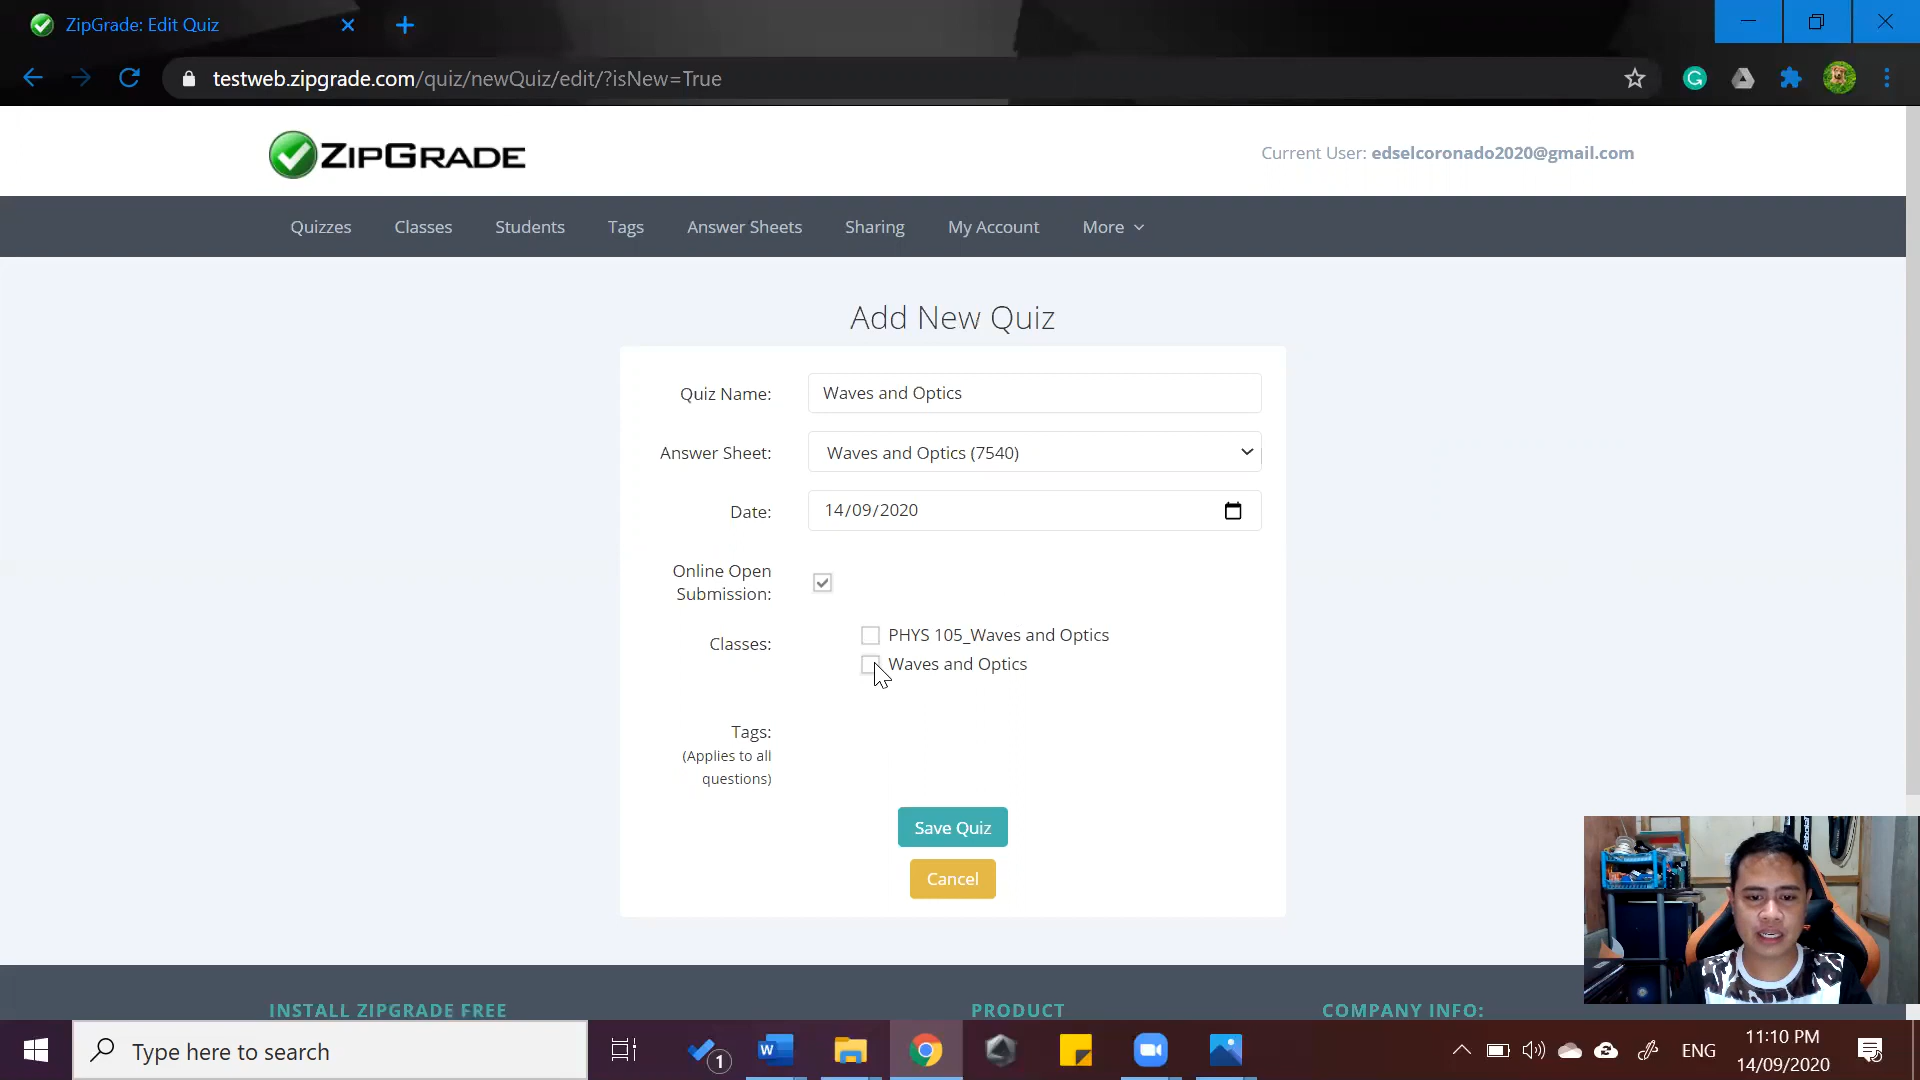 ZipGrade: Edit Quiz
testweb.zipgrade.com/quiz/newQuiz/edit/?isNew=True
ZIPGRADE
Current User: edselcoronado2020@gmail.com
Quizzes Classes Students Tags Answer Sheets Sharing My Account More
Add New Quiz
Quiz Name: Waves and Optics
Answer Sheet: Waves and Optics (7540)
Date: 14/09/2020
Online Open
Submission:
Classes:
PHYS 105_Waves and Optics
Waves and Optics
Tags:
(Applies to all
questions)
Save Quiz
Cancel
INSTALL ZIPGRADE FREE PRODUCT COMPANY INFO:
Type here to search
1
W
ENG
11:10 PM
14/09/2020